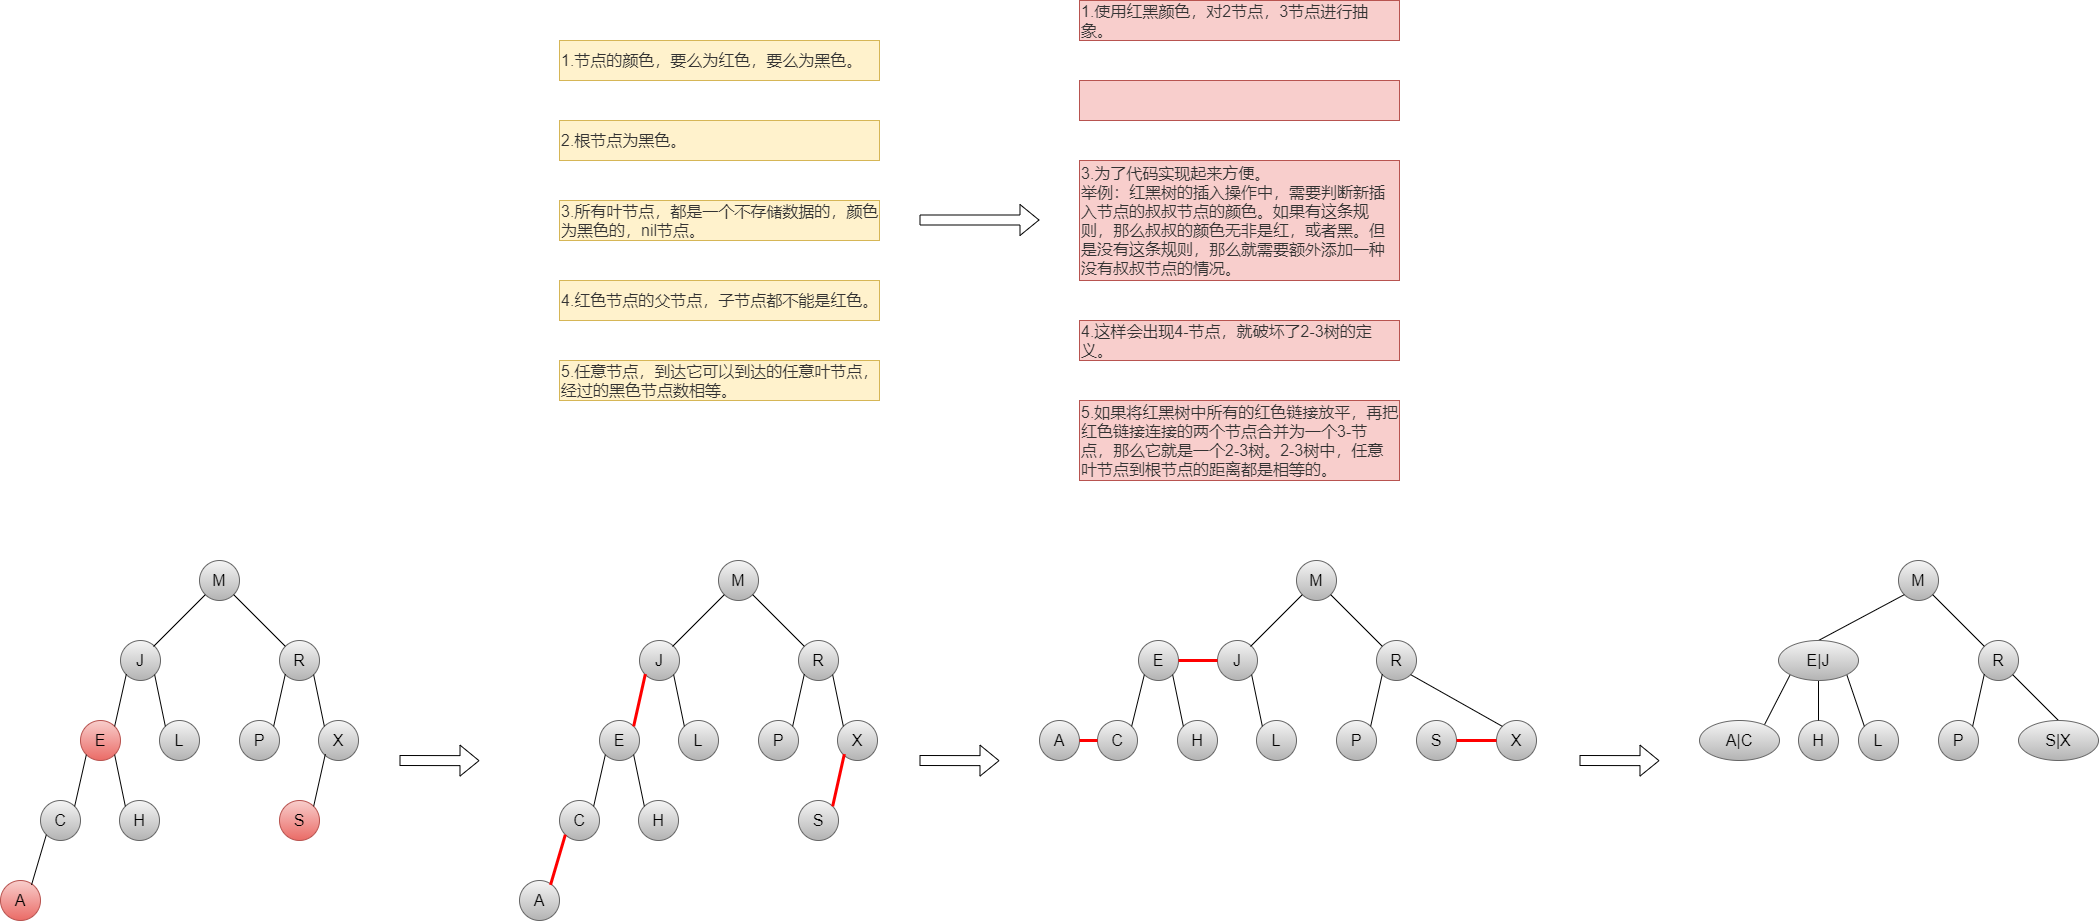 1.节点的颜色，要么为红色，要么为黑色。
2.根节点为黑色。
3.所有叶节点，都是一个不存储数据的，颜色
为黑色的，nil节点。
4.红色节点的父节点，子节点都不能是红色。
5.任意节点，到达它可以到达的任意叶节点，
经过的黑色节点数相等。
1.使用红黑颜色，对2节点，3节点进行抽
象。
3.为了代码实现起来方便。
举例：红黑树的插入操作中，需要判断新插
入节点的叔叔节点的颜色。如果有这条规
则，那么叔叔的颜色无非是红，或者黑。但
是没有这条规则，那么就需要额外添加一种
没有叔叔节点的情况。
4.这样会出现4-节点，就破坏了2-3树的定
义。
5.如果将红黑树中所有的红色链接放平，再把
红色链接连接的两个节点合并为一个3-节
点，那么它就是一个2-3树。2-3树中，任意
叶节点到根节点的距离都是相等的。
M
J
R
E
L
P
X
C
H
S
A
M
J
R
E
L
P
X
C
H
S
A
M
E
J
R
A
C
H
L
P
S
X
M
E|J
R
A|C
H
L
P
S|X